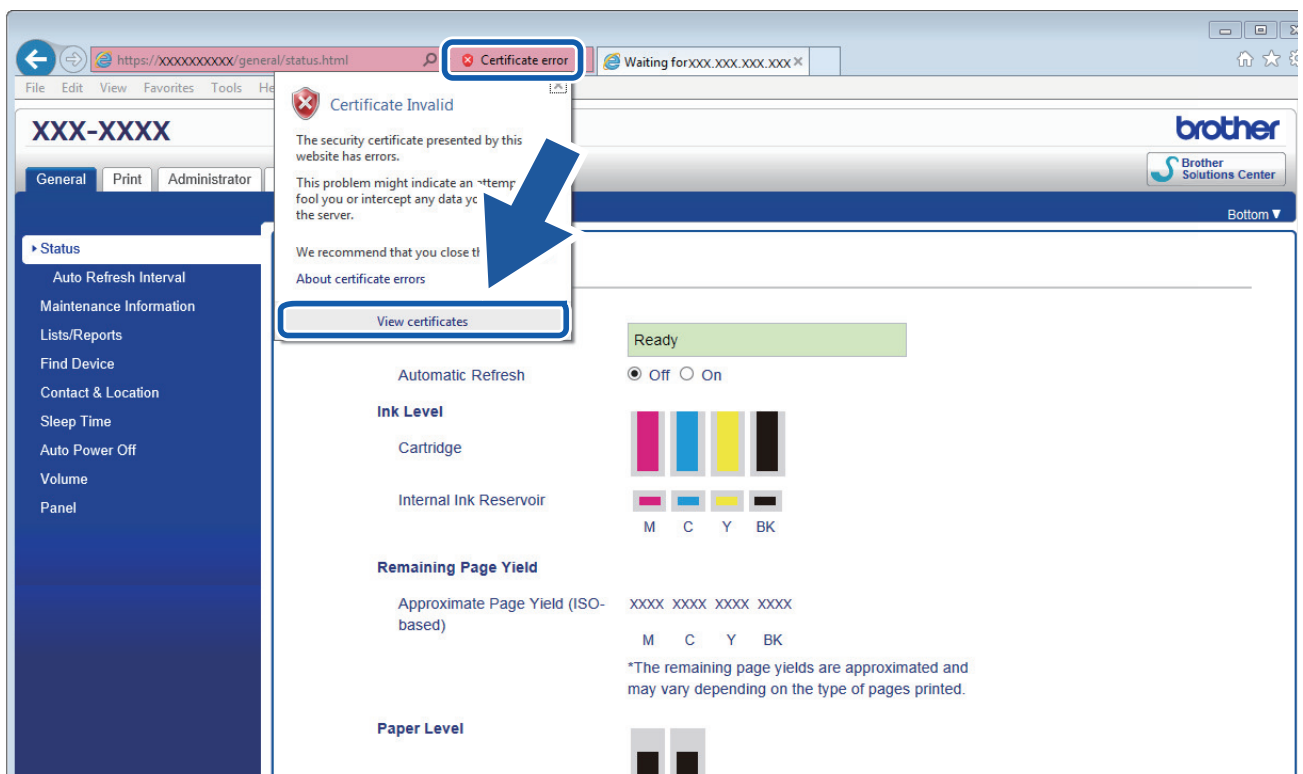 https://xxxxxxxxxx/general/status.html
Certificate error
Waiting forxxx.xxx.xxx.xxx
File Edit View Favorites Tools
Certificate Invalid
The security certificate presented by this
website has errors.
This problem might indicate an
fool you or intercept any data
the server.
We recommend that you close
About certificate errors
View certificates
XXX-XXXX
brother
General Print Administrator
Brother
Solutions Center
Bottom▼
Status
Auto Refresh Interval
Maintenance Information
Lists/Reports
Find Device
Contact & Location
Sleep Time
Auto Power Off
Volume
Panel
Ready
Automatic Refresh Off On
Ink Level
Cartridge
Internal Ink Reservoir
M C Y BK
Remaining Page Yield
Approximate Page Yield (ISO-
based)
XXXX XXXX XXXX XXXX
M C Y BK
*The remaining page yields are approximated and
may vary depending on the type of pages printed.
Paper Level